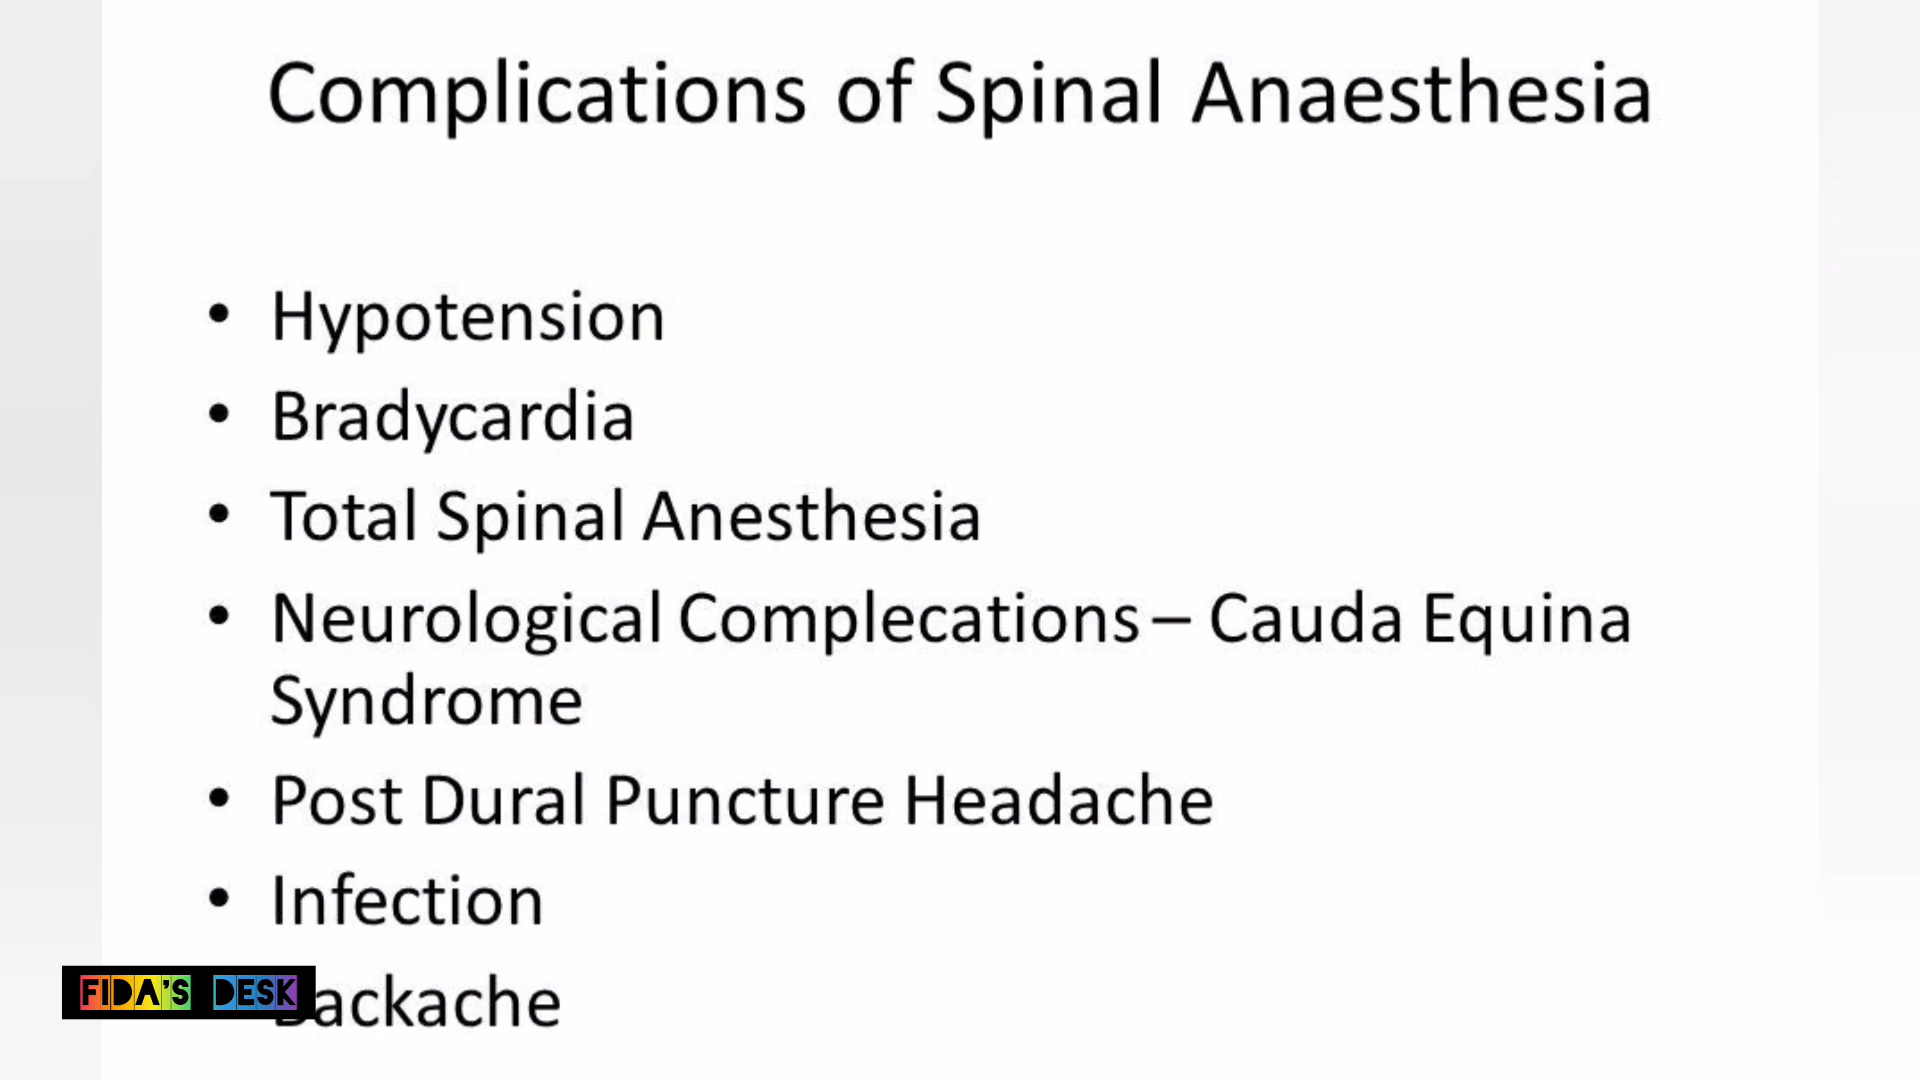 Complications of Spinal Anaesthesia
• Hypotension
• Bradycardia
• Total Spinal Anesthesia
• Neurological Complecations – Cauda Equina
Syndrome
• Post Dural Puncture Headache
• Infection
Backache
FIDA'S DESK